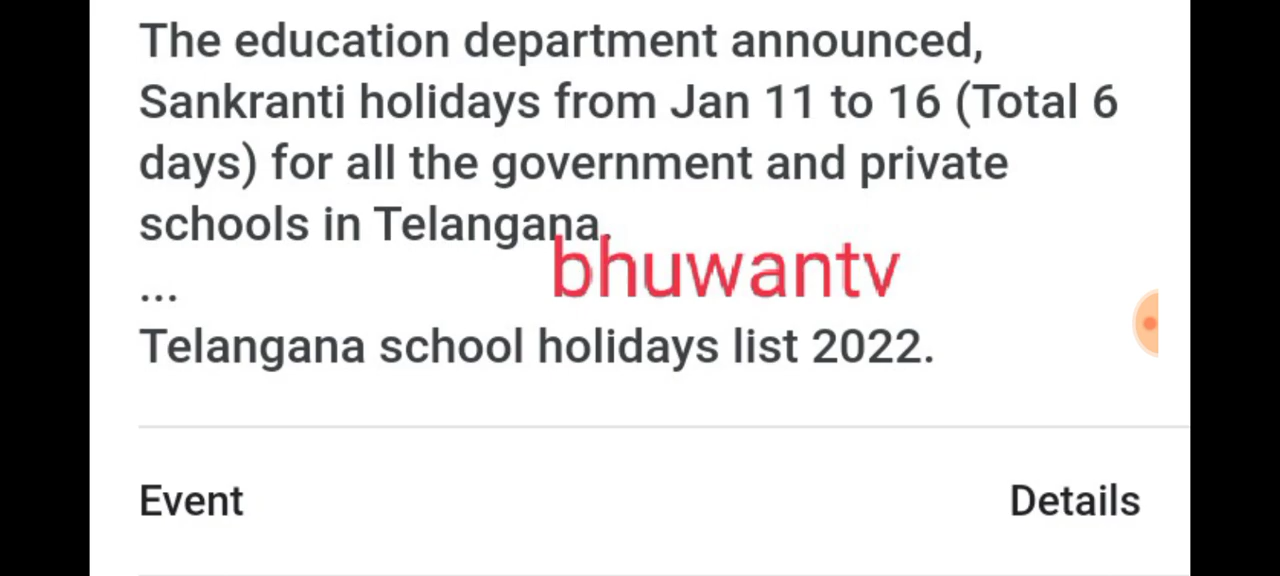 The education department announced,
Sankranti holidays from Jan 11 to 16 (Total 6
days) for all the government and private
schools in Telangana.
bhuwantv
...
Telangana school holidays list 2022.
Event Details